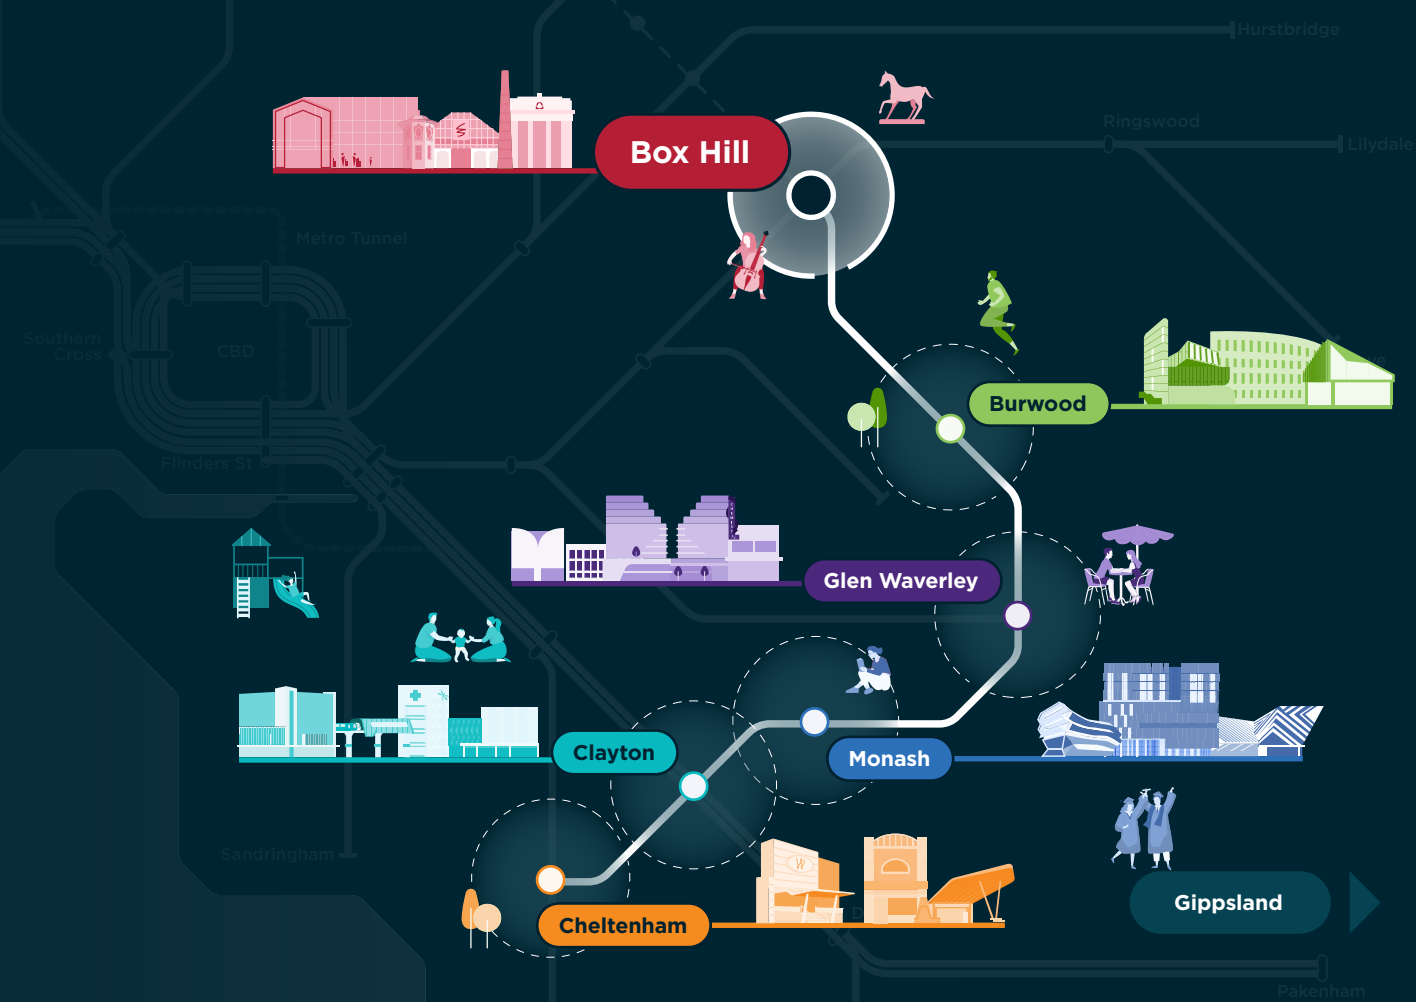 Hurstbridge
Ringswood
Lilydale
Box Hill
Metro Tunnel
Southern
Cross
CBD
Burwood
Flinders St
Glen Waverley
Clayton
Monash
Sandringham
Cheltenham
Gippsland
Pakenham